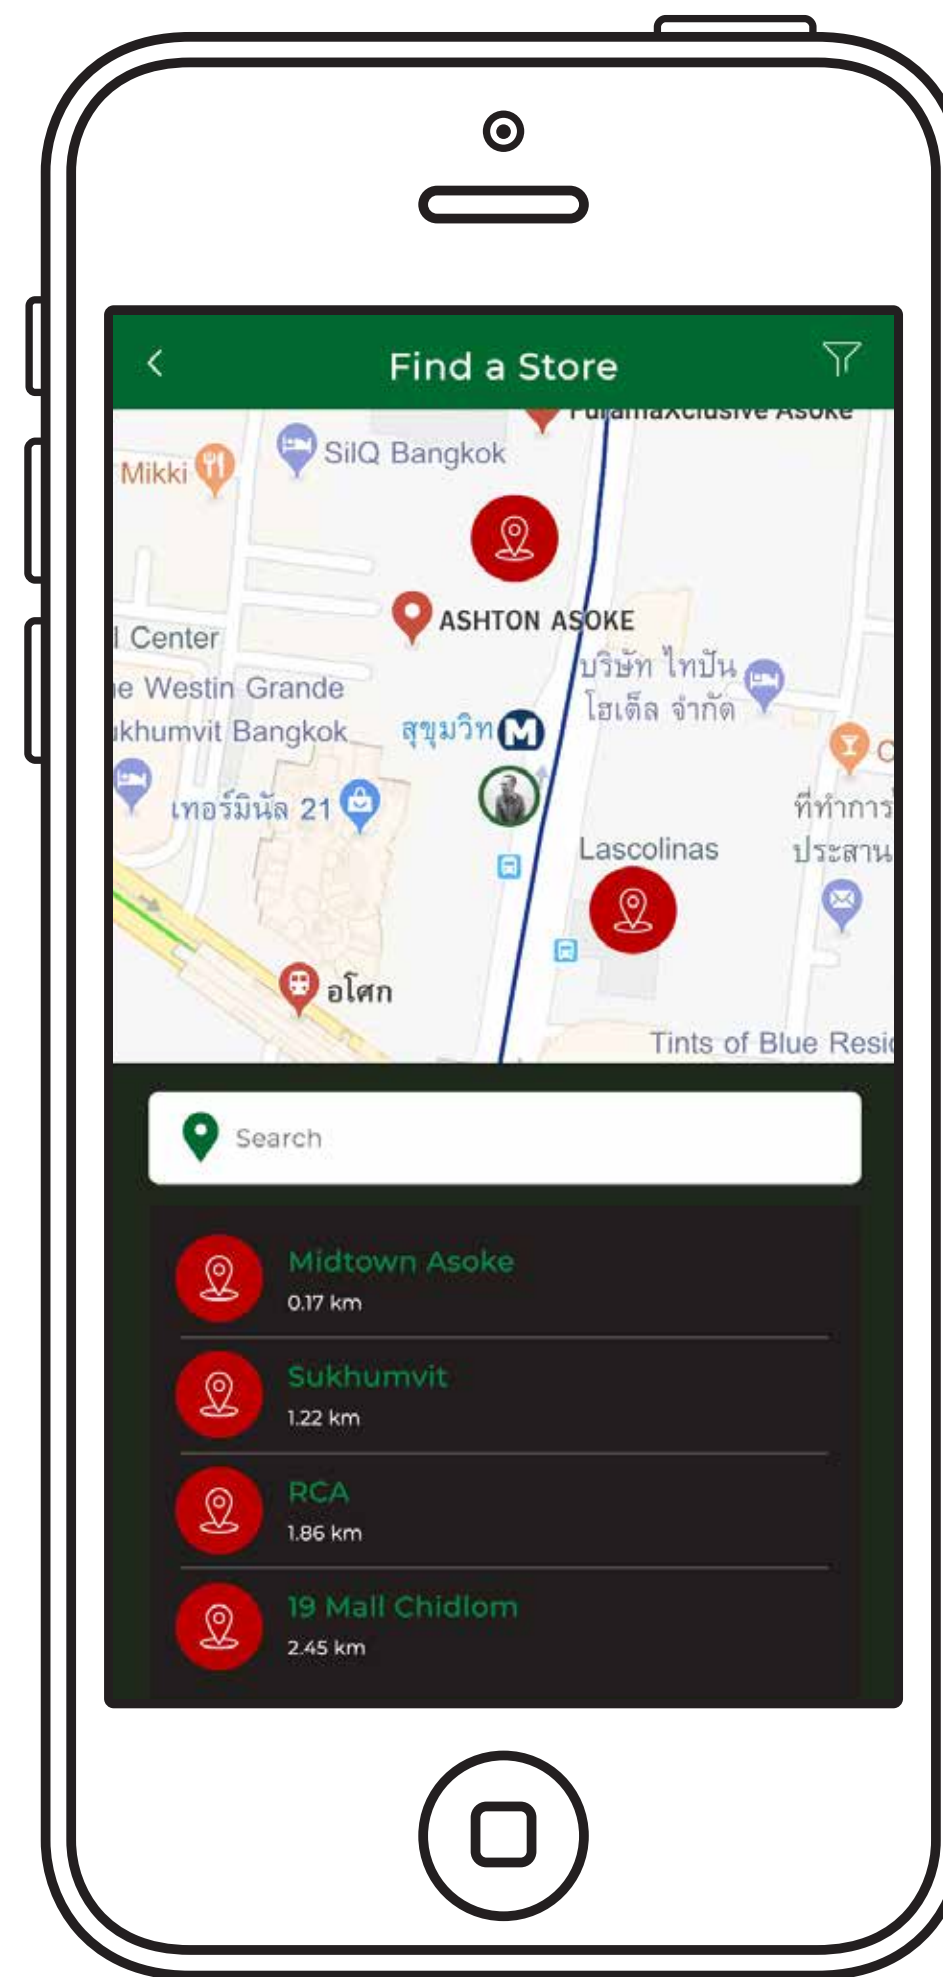 Find a Store
FuramaXclusive Asoke
SilQ Bangkok
Mikki
ASHTON ASOKE
l Center
บริษัท ไทปัน
โฮเต็ล จำกัด
e Westin Grande
ukhumvit Bangkok
สุขุมวิท
M
C
เทอร์มินัล 21
ที่ทำการ
ประสาน
Lascolinas
อโศก
Tints of Blue Resi
Search
Midtown Asoke
0.17 km
Sukhumvit
1.22 km
RCA
1.86 km
19 Mall Chidlom
2.45 km